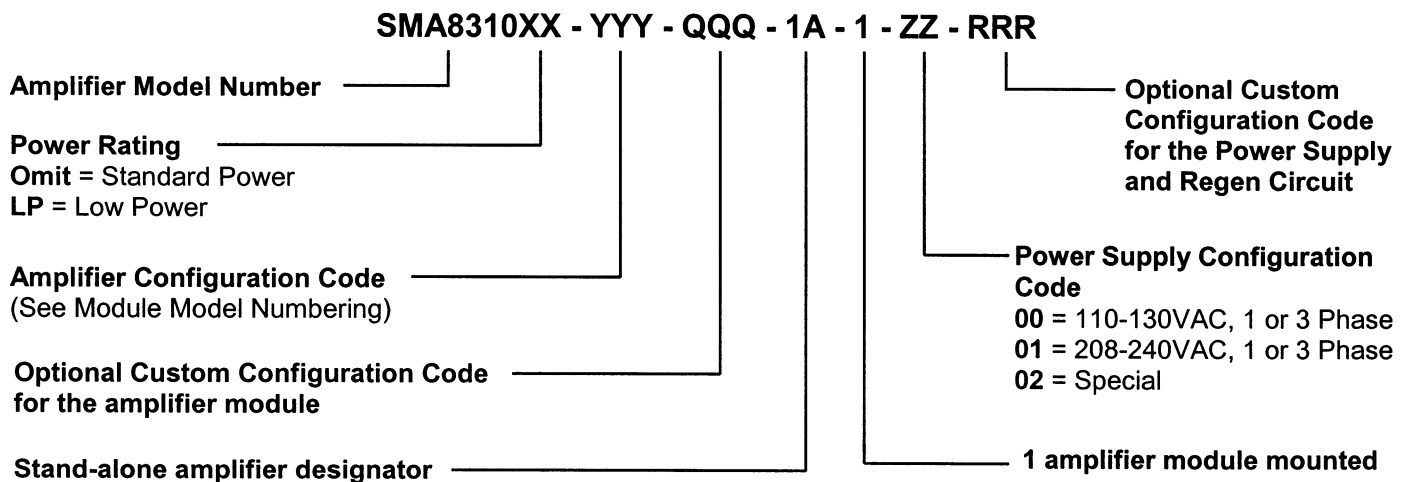 SMA8310XX - YYY - QQQ - 1A - 1 - ZZ - RRR
Amplifier Model Number
Power Rating
Omit = Standard Power
LP = Low Power
Amplifier Configuration Code
(See Module Model Numbering)
Optional Custom Configuration Code
for the amplifier module
Stand-alone amplifier designator
Optional Custom
Configuration Code
for the Power Supply
and Regen Circuit
Power Supply Configuration
Code
00 = 110-130VAC, 1 or 3 Phase
01 = 208-240VAC, 1 or 3 Phase
02 = Special
1 amplifier module mounted